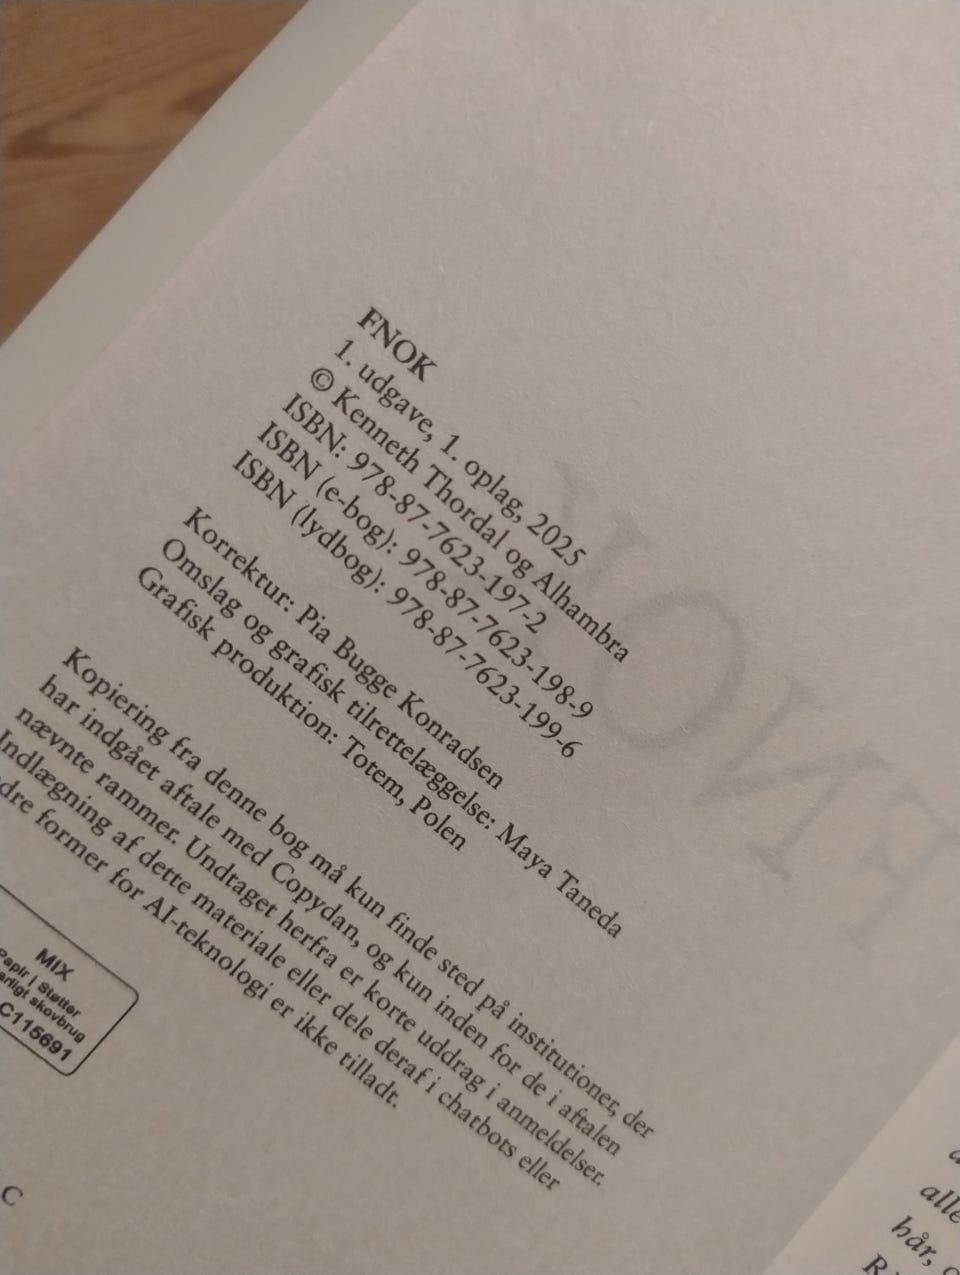 FNOK
1. udgave, 1. oplag, 2025
© Kenneth Thordal og Alhambra
ISBN: 978-87-7623-197-2
ISBN (e-bog): 978-87-7623-198-9
ISBN (lydbog): 978-87-7623-199-6
Korrektur: Pia Bugge Konradsen
Omslag og grafisk tilrettelæggelse: Maya Taneda
Grafisk produktion: Totem, Polen
Kopiering fra denne bog må kun finde sted på institutioner, der
har indgået aftale med Copydan, og kun inden for de i aftalen
nævnte rammer. Undtaget herfra er korte uddrag i anmeldelser.
Indlægning af dette materiale eller dele deraf i chatbots eller
former for AI-teknologi er ikke tilladt.
MIX
Papir | Støtter
skovbrug
C115691
C
FNOK
hår,